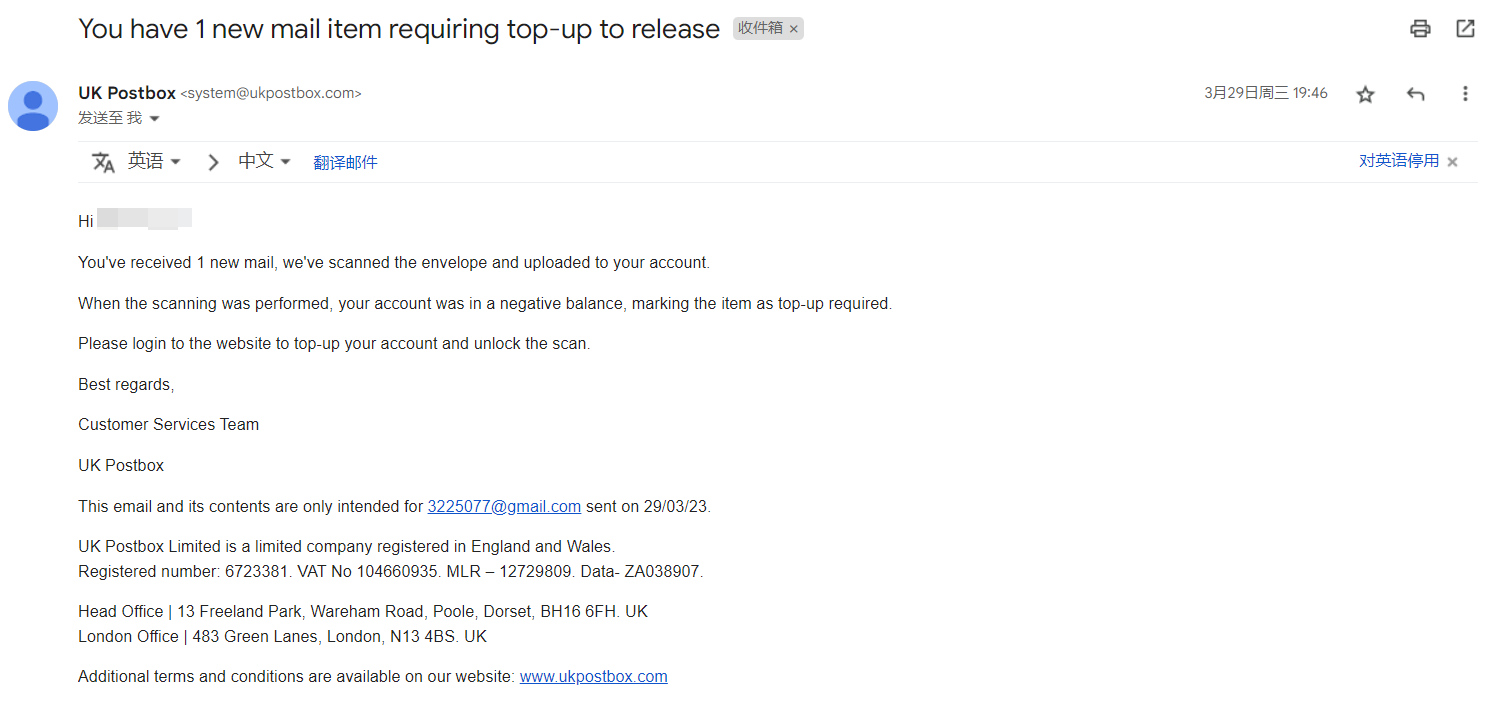 You have 1 new mail item requiring top-up to release 收件箱 ×
UK Postbox <system@ukpostbox.com> 3月29日周三 19:46
发送至 我
英语 中文 翻译邮件 对英语停用 ×
Hi
You've received 1 new mail, we've scanned the envelope and uploaded to your account.
When the scanning was performed, your account was in a negative balance, marking the item as top-up required.
Please login to the website to top-up your account and unlock the scan.
Best regards,
Customer Services Team
UK Postbox
This email and its contents are only intended for 3225077@gmail.com sent on 29/03/23.
UK Postbox Limited is a limited company registered in England and Wales.
Registered number: 6723381. VAT No 104660935. MLR – 12729809. Data- ZA038907.
Head Office | 13 Freeland Park, Wareham Road, Poole, Dorset, BH16 6FH. UK
London Office | 483 Green Lanes, London, N13 4BS. UK
Additional terms and conditions are available on our website: www.ukpostbox.com